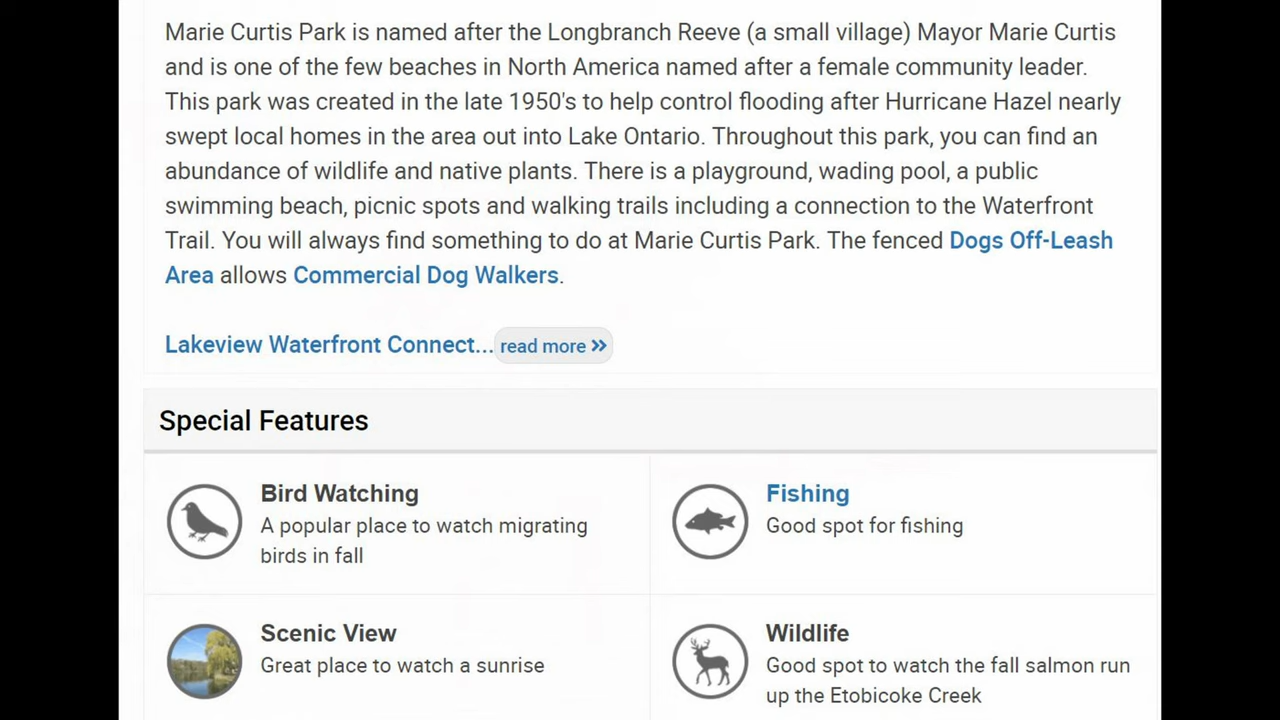 Marie Curtis Park is named after the Longbranch Reeve (a small village) Mayor Marie Curtis
and is one of the few beaches in North America named after a female community leader.
This park was created in the late 1950's to help control flooding after Hurricane Hazel nearly
swept local homes in the area out into Lake Ontario. Throughout this park, you can find an
abundance of wildlife and native plants. There is a playground, wading pool, a public
swimming beach, picnic spots and walking trails including a connection to the Waterfront
Trail. You will always find something to do at Marie Curtis Park. The fenced Dogs Off-Leash
Area allows Commercial Dog Walkers.
Lakeview Waterfront Connect... read more »
Special Features
Bird Watching
A popular place to watch migrating
birds in fall
Fishing
Good spot for fishing
Scenic View
Great place to watch a sunrise
Wildlife
Good spot to watch the fall salmon run
up the Etobicoke Creek